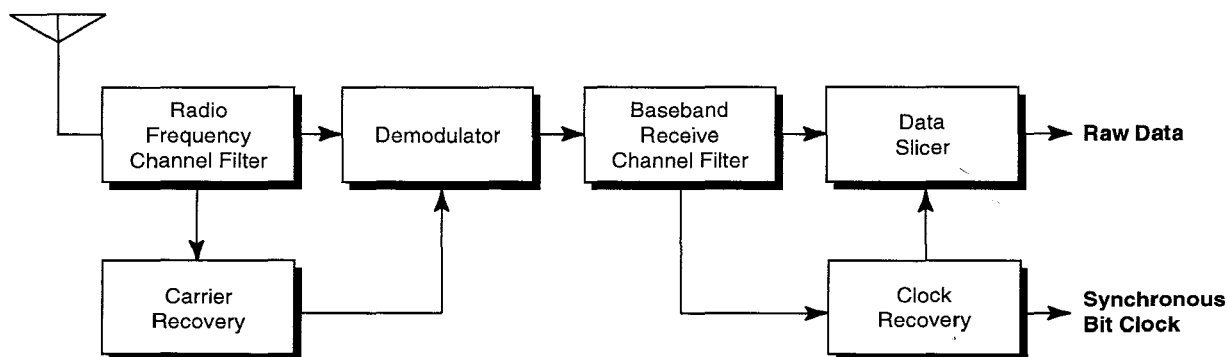 Radio
Frequency
Channel Filter
Demodulator
Baseband
Receive
Channel Filter
Data
Slicer
Raw Data
Carrier
Recovery
Clock
Recovery
Synchronous
Bit Clock